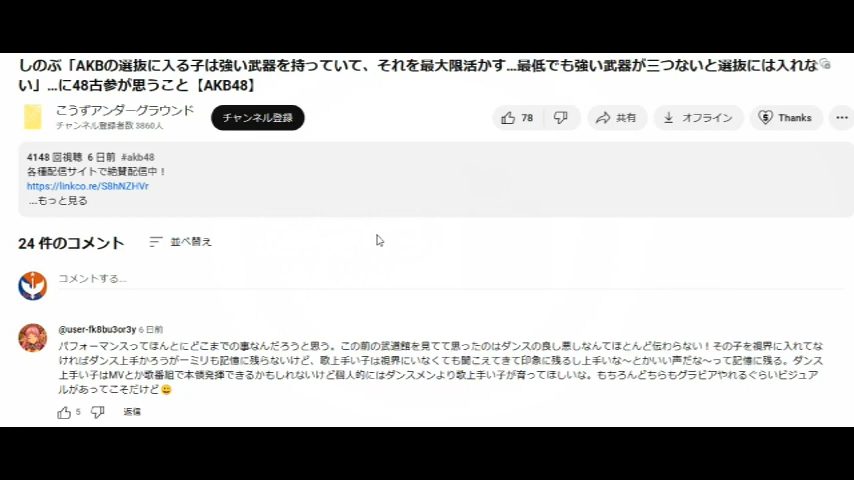 しのぶ「AKBの選抜に入る子は強い武器を持っていて、それを最大限活かす...最低でも強い武器が三つないと選抜には入れな
い」...に48古参が思うこと【AKB48】
こうずアンダーグラウンド
チャンネル登録者数 3860人
チャンネル登録
78
共有
オフライン
Thanks
4148 回視聴 6 日前 #akb48
各種配信サイトで絶賛配信中！
https://linkco.re/S8hNZHVr
...もっと見る
24 件のコメント
並べ替え
コメントする...
@user-fk8bu3or3y 6 日前
パフォーマンスってほんとにどこまでの事なんだろうと思う。この前の武道館を見てて思ったのはダンスの良し悪しなんてほとんど伝わらない！その子を視界に入れてな
ければダンス上手かろうが一ミリも記憶に残らないけど、歌上手い子は視界にいなくても聞こえてきて印象に残るし上手いな〜とかいい声だな〜って記憶に残る。ダンス
上手い子はMVとか歌番組で本領発揮できるかもしれないけど個人的にはダンスメンより歌上手い子が育ってほしいな。もちろんどちらもグラビアやれるぐらいビジュア
ルがあってこそだけど😀
5
返信